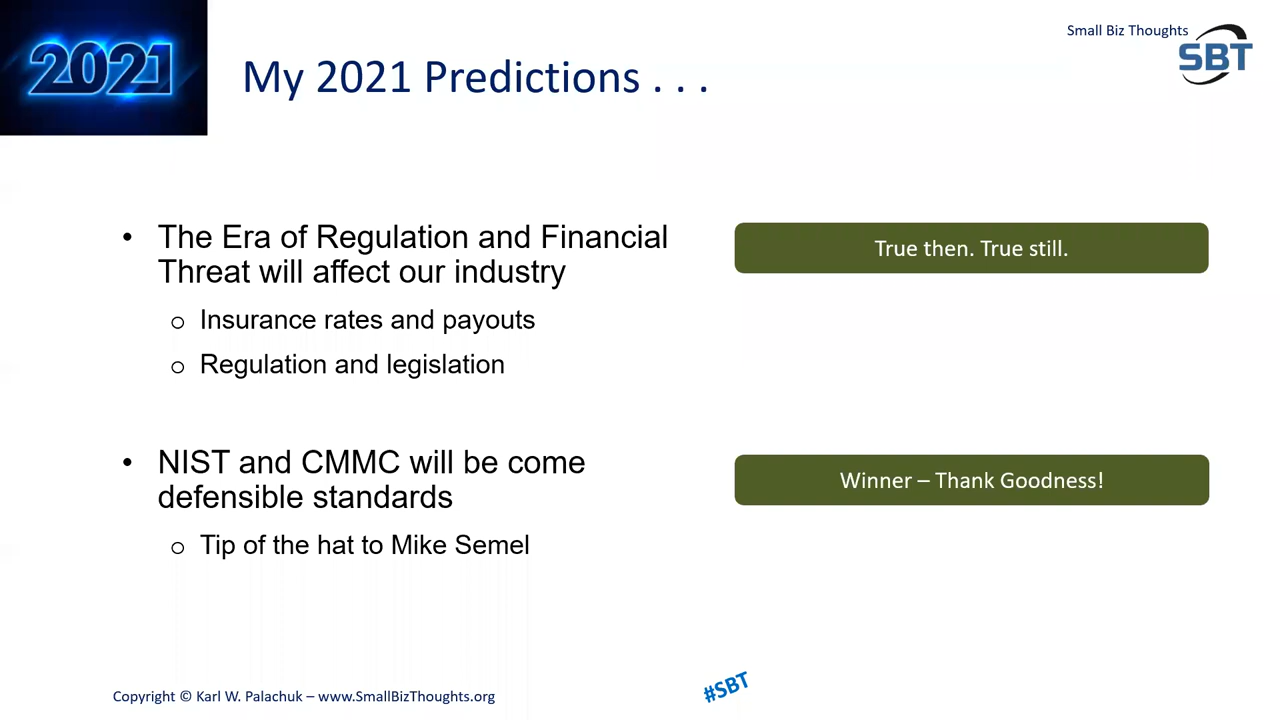 2021
My 2021 Predictions . . .
Small Biz Thoughts
SBT
• The Era of Regulation and Financial
Threat will affect our industry
o Insurance rates and payouts
o Regulation and legislation
True then. True still.
• NIST and CMMC will be come
defensible standards
o Tip of the hat to Mike Semel
Winner – Thank Goodness!
Copyright © Karl W. Palachuk – www.SmallBizThoughts.org
#SBT